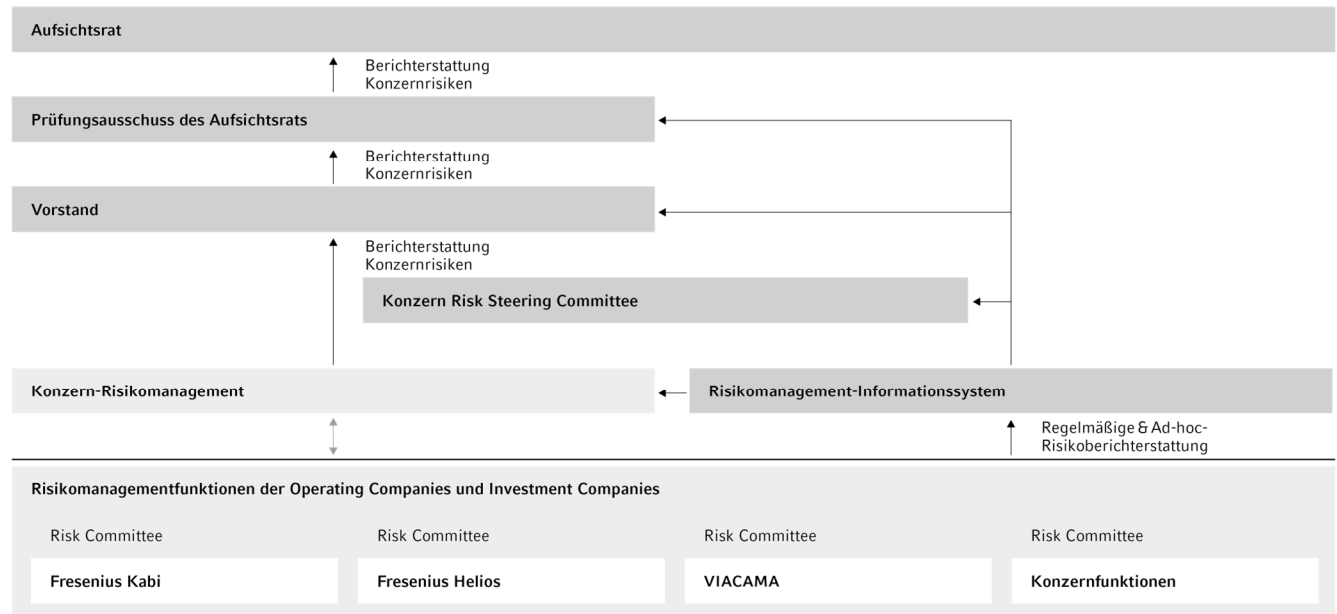 Aufsichtsrat
Berichterstattung
Konzernrisiken
Prüfungsausschuss des Aufsichtsrats
Berichterstattung
Konzernrisiken
Vorstand
Berichterstattung
Konzernrisiken
Konzern Risk Steering Committee
Konzern-Risikomanagement
Risikomanagement-Informationssystem
Regelmäßige & Ad-hoc-
Risikoberichterstattung
Risikomanagementfunktionen der Operating Companies und Investment Companies
Risk Committee
Risk Committee
Risk Committee
Risk Committee
Fresenius Kabi
Fresenius Helios
VIACAMA
Konzernfunktionen